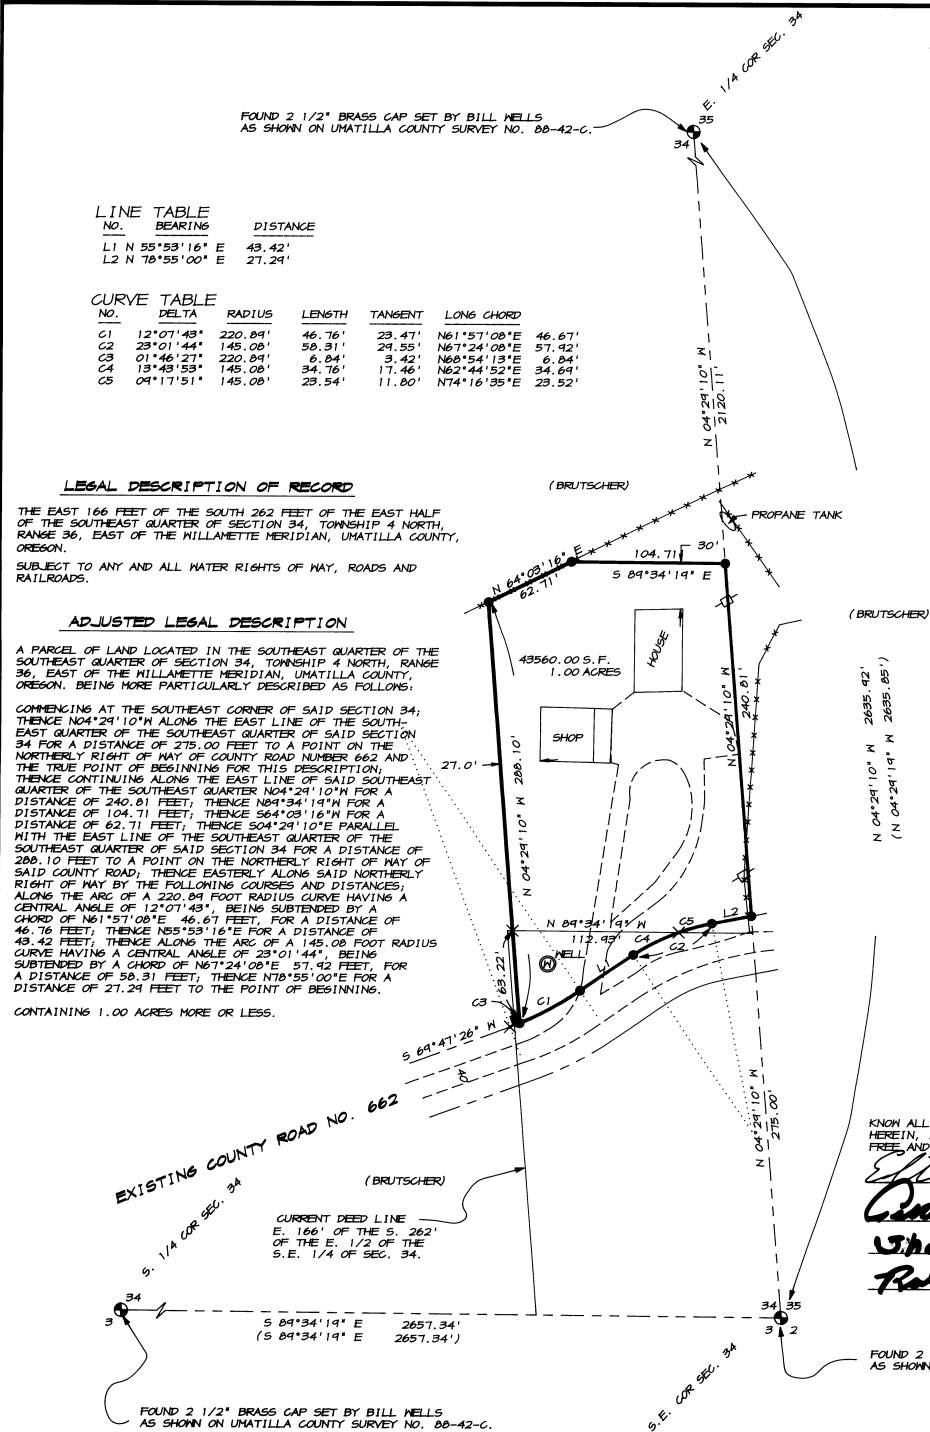 E. 1/4 COR SEC. 34
FOUND 2 1/2" BRASS CAP SET BY BILL WELLS
AS SHOWN ON UMATILLA COUNTY SURVEY NO. 88-42-C.
35
34
LINE TABLE
NO. BEARING DISTANCE
L1 N 55°53'16" E 43.42'
L2 N 78°55'00" E 27.29'
CURVE TABLE
NO. DELTA RADIUS LENGTH TANGENT LONG CHORD
C1 12°07'43" 220.89' 46.76' 23.47' N61°57'08"E 46.67'
C2 23°01'44" 145.08' 58.31' 29.55' N67°24'08"E 57.92'
C3 01°46'27" 220.89' 6.84' 3.42' N68°54'13"E 6.84'
C4 13°43'53" 145.08' 34.76' 17.46' N62°44'52"E 34.69'
C5 09°17'51" 145.08' 23.54' 11.80' N74°16'35"E 23.52'
N 04°29'10" W
2120.11'
LEGAL DESCRIPTION OF RECORD
THE EAST 166 FEET OF THE SOUTH 262 FEET OF THE EAST HALF
OF THE SOUTHEAST QUARTER OF SECTION 34, TOWNSHIP 4 NORTH,
RANGE 36, EAST OF THE WILLAMETTE MERIDIAN, UMATILLA COUNTY,
OREGON.
SUBJECT TO ANY AND ALL WATER RIGHTS OF WAY, ROADS AND
RAILROADS.
ADJUSTED LEGAL DESCRIPTION
A PARCEL OF LAND LOCATED IN THE SOUTHEAST QUARTER OF THE
SOUTHEAST QUARTER OF SECTION 34, TOWNSHIP 4 NORTH, RANGE
36, EAST OF THE WILLAMETTE MERIDIAN, UMATILLA COUNTY,
OREGON. BEING MORE PARTICULARLY DESCRIBED AS FOLLOWS:
COMMENCING AT THE SOUTHEAST CORNER OF SAID SECTION 34;
THENCE N04°29'10"W ALONG THE EAST LINE OF THE SOUTH-
EAST QUARTER OF THE SOUTHEAST QUARTER OF SAID SECTION
34 FOR A DISTANCE OF 275.00 FEET TO A POINT ON THE
NORTHERLY RIGHT OF WAY OF COUNTY ROAD NUMBER 662 AND
THE TRUE POINT OF BEGINNING FOR THIS DESCRIPTION;
THENCE CONTINUING ALONG THE EAST LINE OF SAID SOUTHEAST
QUARTER OF THE SOUTHEAST QUARTER N04°29'10"W FOR A
DISTANCE OF 240.81 FEET; THENCE N89°34'19"W FOR A
DISTANCE OF 104.71 FEET; THENCE S64°03'16"W FOR A
DISTANCE OF 62.71 FEET; THENCE S04°29'10"E PARALLEL
WITH THE EAST LINE OF THE SOUTHEAST QUARTER OF THE
SOUTHEAST QUARTER OF SAID SECTION 34 FOR A DISTANCE OF
288.10 FEET TO A POINT ON THE NORTHERLY RIGHT OF WAY OF
SAID COUNTY ROAD; THENCE EASTERLY ALONG SAID NORTHERLY
RIGHT OF WAY BY THE FOLLOWING COURSES AND DISTANCES;
ALONG THE ARC OF A 220.89 FOOT RADIUS CURVE HAVING A
CENTRAL ANGLE OF 12°07'43", BEING SUBTENDED BY A
CHORD OF N61°57'08"E 46.67 FEET, FOR A DISTANCE OF
46.76 FEET; THENCE N55°53'16"E FOR A DISTANCE OF
43.42 FEET; THENCE ALONG THE ARC OF A 145.08 FOOT RADIUS
CURVE HAVING A CENTRAL ANGLE OF 23°01'44", BEING
SUBTENDED BY A CHORD OF N67°24'08"E 57.92 FEET, FOR
A DISTANCE OF 58.31 FEET; THENCE N78°55'00"E FOR A
DISTANCE OF 27.29 FEET TO THE POINT OF BEGINNING.
CONTAINING 1.00 ACRES MORE OR LESS.
(BRUTSCHER)
PROPANE TANK
N 64°03'16" E
62.71'
104.71'
30'
S 89°34'19" E
(BRUTSCHER)
HOUSE
43560.00 S.F.
1.00 ACRES
SHOP
27.0'
N 04°29'10" W 288.10'
N 04°29'10" W
240.81'
N 04°29'10" W 2635.92'
(N 04°29'19" W 2635.85')
N 89°34'19" W
112.93'
C5
L2
C4
C2
WELL
W
63.22'
C3
C1
L1
S 69°47'26" W
40'
EXISTING COUNTY ROAD NO. 662
N 04°29'10" W
275.00'
KNOW ALL
HEREIN,
FREE AND
(BRUTSCHER)
CURRENT DEED LINE
E. 166' OF THE S. 262'
OF THE E. 1/2 OF THE
S.E. 1/4 OF SEC. 34.
S. 1/4 COR SEC. 34
34
3
S 89°34'19" E 2657.34'
(S 89°34'19" E 2657.34')
34 35
3 2
S.E. COR SEC. 34
FOUND 2
AS SHOWN
FOUND 2 1/2" BRASS CAP SET BY BILL WELLS
AS SHOWN ON UMATILLA COUNTY SURVEY NO. 88-42-C.